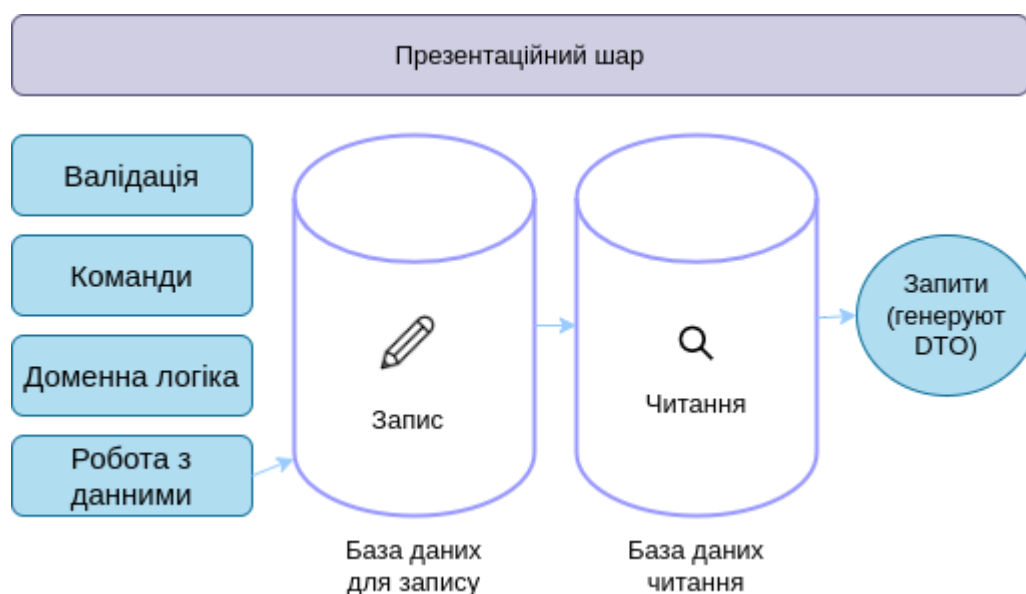 Презентаційний шар
Валідація
Команди
Доменна логіка
Робота з
данними
Запис
Читання
Запити
(генеруют
DTO)
База даних
для запису
База даних
читання